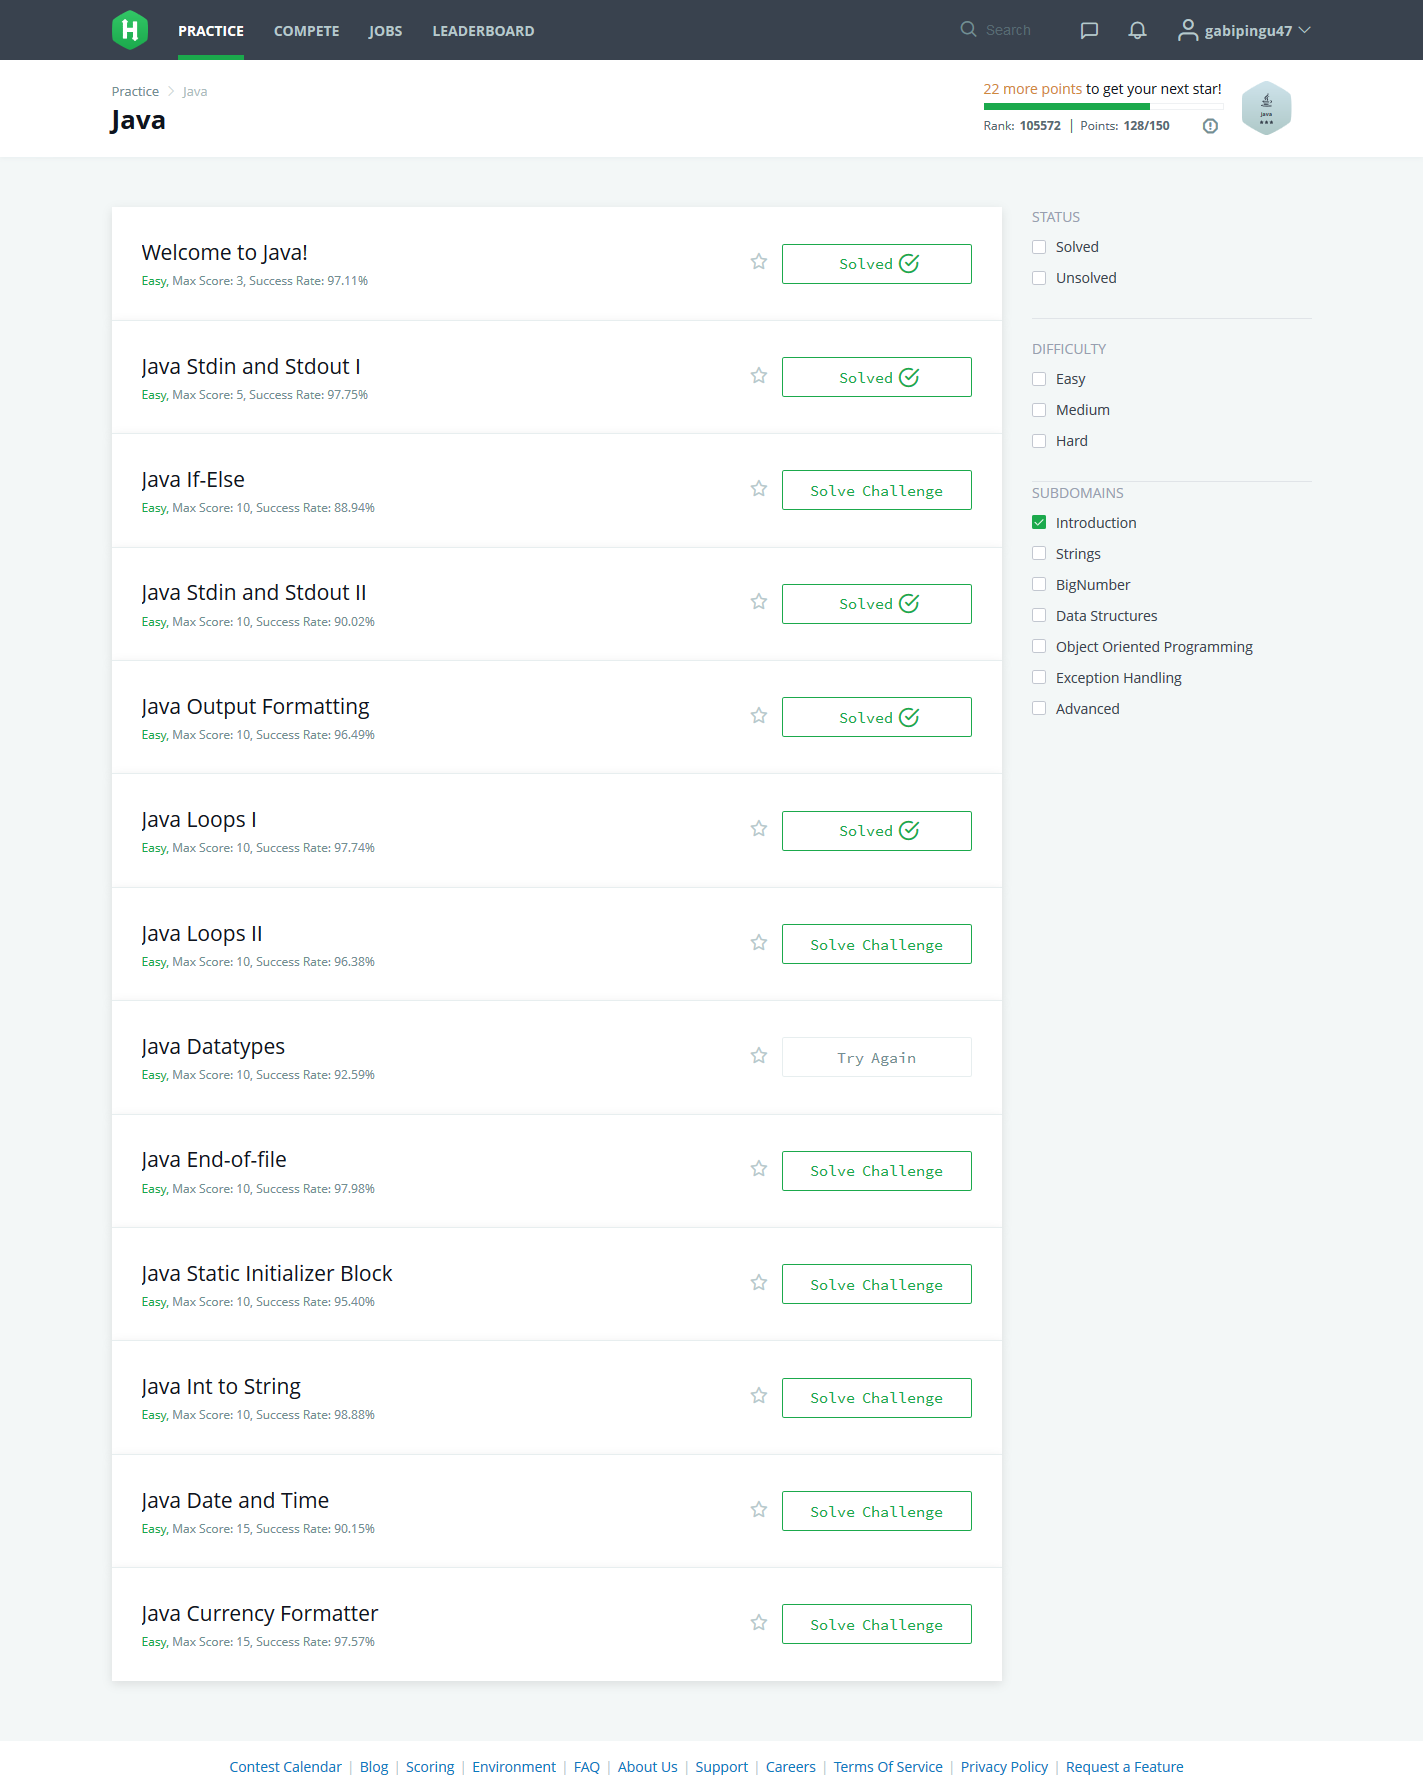 PRACTICE COMPETE JOBS LEADERBOARD Search gabipingu47
Practice Java
Java
22 more points to get your next star!
Rank: 105572 | Points: 128/150
Java
Welcome to Java!
Easy, Max Score: 3, Success Rate: 97.11%
Solved
Java Stdin and Stdout I
Easy, Max Score: 5, Success Rate: 97.75%
Solved
Java If-Else
Easy, Max Score: 10, Success Rate: 88.94%
Solve Challenge
Java Stdin and Stdout II
Easy, Max Score: 10, Success Rate: 90.02%
Solved
Java Output Formatting
Easy, Max Score: 10, Success Rate: 96.49%
Solved
Java Loops I
Easy, Max Score: 10, Success Rate: 97.74%
Solved
Java Loops II
Easy, Max Score: 10, Success Rate: 96.38%
Solve Challenge
Java Datatypes
Easy, Max Score: 10, Success Rate: 92.59%
Try Again
Java End-of-file
Easy, Max Score: 10, Success Rate: 97.98%
Solve Challenge
Java Static Initializer Block
Easy, Max Score: 10, Success Rate: 95.40%
Solve Challenge
Java Int to String
Easy, Max Score: 10, Success Rate: 98.88%
Solve Challenge
Java Date and Time
Easy, Max Score: 15, Success Rate: 90.15%
Solve Challenge
Java Currency Formatter
Easy, Max Score: 15, Success Rate: 97.57%
Solve Challenge
STATUS
Solved
Unsolved
DIFFICULTY
Easy
Medium
Hard
SUBDOMAINS
Introduction
Strings
BigNumber
Data Structures
Object Oriented Programming
Exception Handling
Advanced
Contest Calendar | Blog | Scoring | Environment | FAQ | About Us | Support | Careers | Terms Of Service | Privacy Policy | Request a Feature